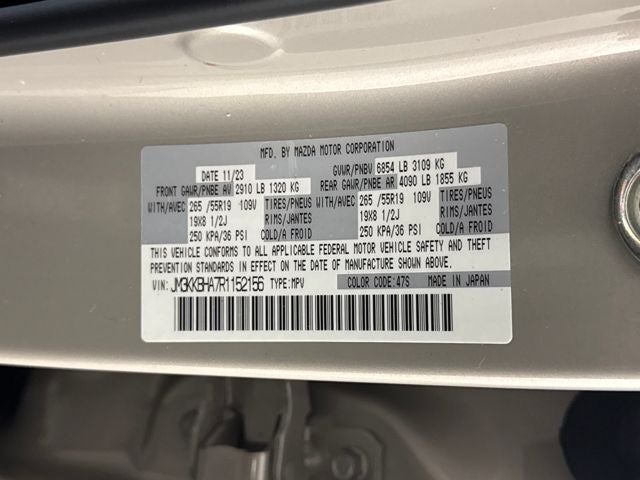 MFD. BY MAZDA MOTOR CORPORATION
DATE 11/23 GVWR/PNBV 6854 LB 3109 KG
FRONT GAWR/PNBE AV 2910 LB 1320 KG REAR GAWR/PNBE AR 4090 LB 1855 KG
WITH/AVEC 265 /55R19 109V TIRES/PNEUS WITH/AVEC 265 /55R19 109V TIRES/PNEUS
19X8 1/2J RIMS/JANTES 19X8 1/2J RIMS/JANTES
250 KPA/36 PSI COLD/A FROID 250 KPA/36 PSI COLD/A FROID
THIS VEHICLE CONFORMS TO ALL APPLICABLE FEDERAL MOTOR VEHICLE SAFETY AND THEFT
PREVENTION STANDARDS IN EFFECT ON THE DATE OF MANUFACTURE SHOWN ABOVE.
VIN: JM3KKBHA7R1152156 TYPE:MPV COLOR CODE:47S MADE IN JAPAN